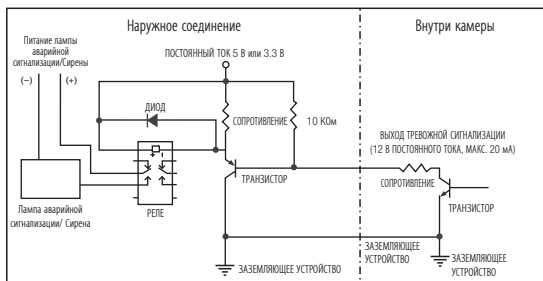 Наружное соединение
Внутри камеры
Питание лампы
аварийной
сигнализации/Сирены
(−)
(+)
ПОСТОЯННЫЙ ТОК 5 В или 3.3 В
ДИОД
СОПРОТИВЛЕНИЕ
10 КОм
ВЫХОД ТРЕВОЖНОЙ СИГНАЛИЗАЦИИ
(12 В ПОСТОЯННОГО ТОКА, МАКС. 20 мА)
СОПРОТИВЛЕНИЕ
ТРАНЗИСТОР
ТРАНЗИСТОР
Лампа аварийной
сигнализации/ Сирена
РЕЛЕ
ЗАЗЕМЛЯЮЩЕЕ УСТРОЙСТВО
ЗАЗЕМЛЯЮЩЕЕ
УСТРОЙСТВО
ЗАЗЕМЛЯЮЩЕЕ
УСТРОЙСТВО